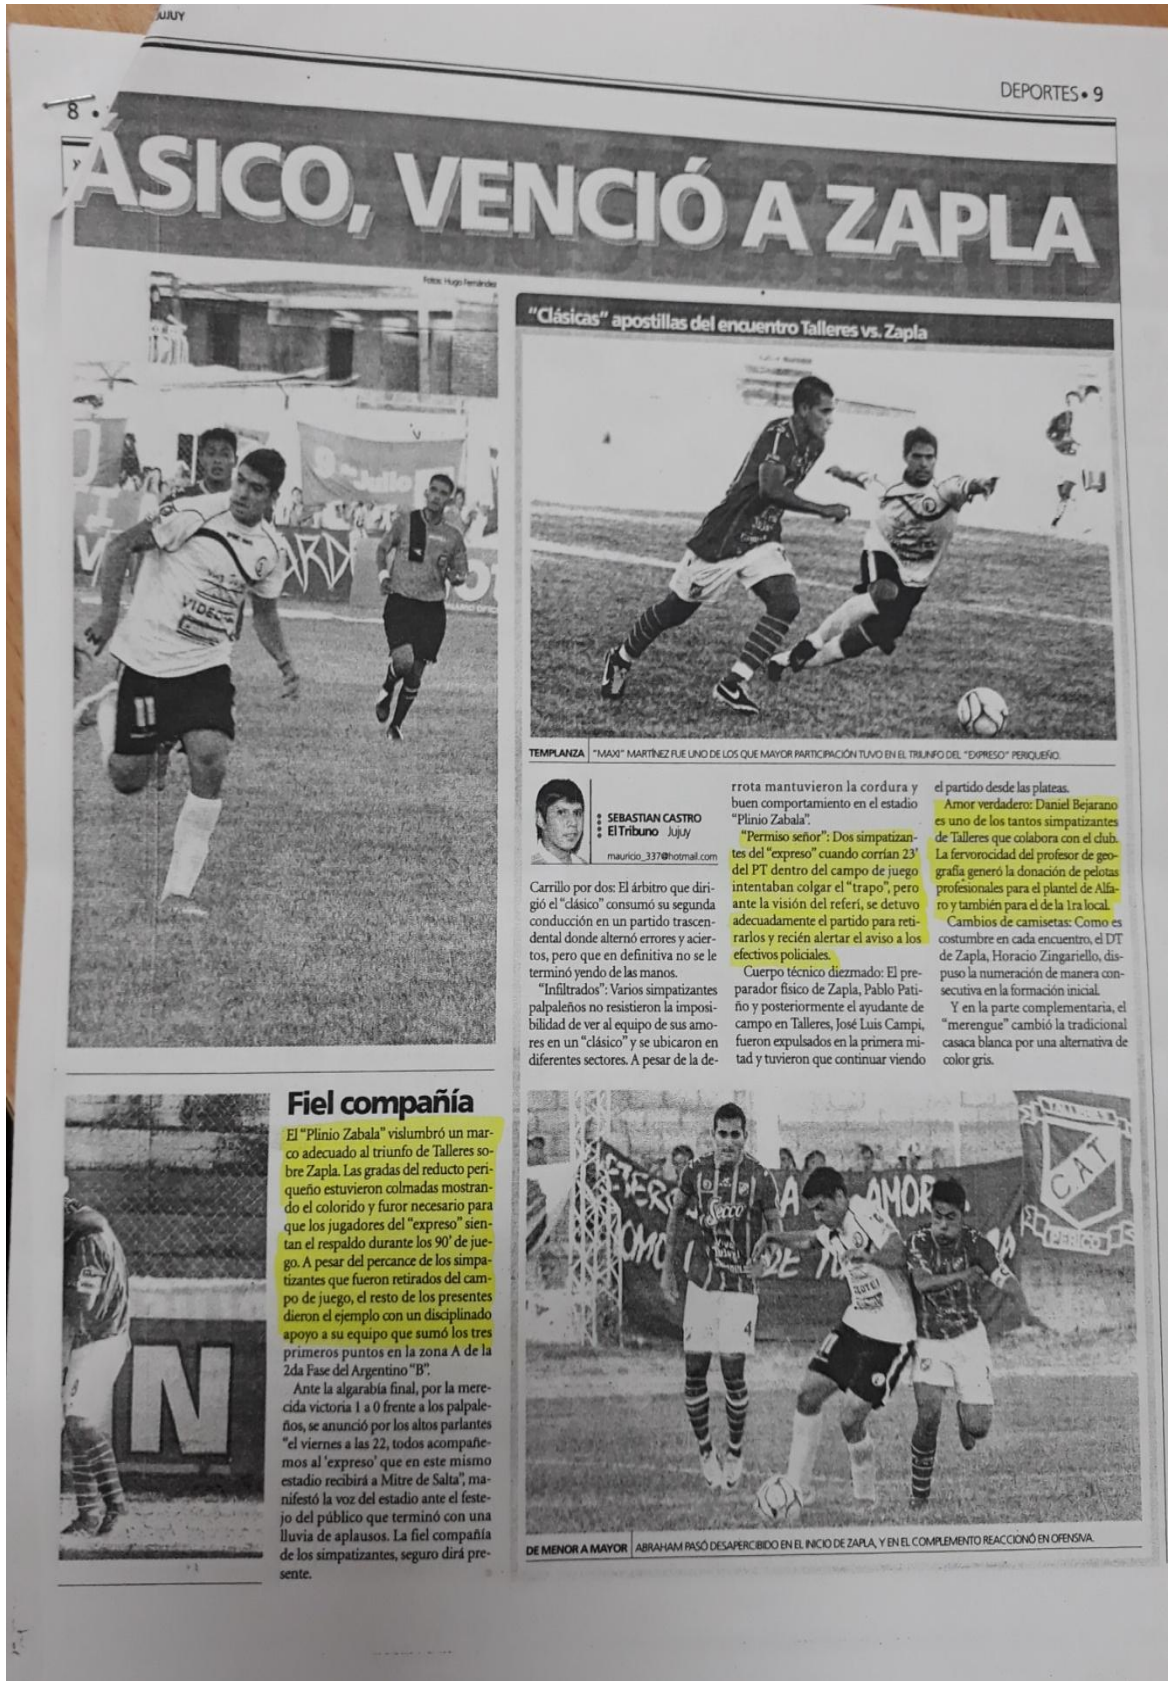 JUJUY
DEPORTES • 9
8 •
»
ÁSICO, VENCIÓ A ZAPLA
Fotos: Hugo Fernández
"Clásicas" apostillas del encuentro Talleres vs. Zapla
9 de Julio
ARD
VIDEO
11
TEMPLANZA "MAXI" MARTÍNEZ FUE UNO DE LOS QUE MAYOR PARTICIPACIÓN TUVO EN EL TRIUNFO DEL "EXPRESO" PERIQUEÑO.
SEBASTIAN CASTRO
El Tribuno Jujuy
mauricio_337@hotmail.com
Carrillo por dos: El árbitro que diri-
gió el "clásico" consumó su segunda
conducción en un partido trascen-
dental donde alternó errores y acier-
tos, pero que en definitiva no se le
terminó yendo de las manos.
"Infiltrados": Varios simpatizantes
palpaleños no resistieron la imposi-
bilidad de ver al equipo de sus amo-
res en un "clásico" y se ubicaron en
diferentes sectores. A pesar de la de-
rrota mantuvieron la cordura y
buen comportamiento en el estadio
"Plinio Zabala".
"Permiso señor": Dos simpatizan-
tes del "expreso" cuando corrían 23'
del PT dentro del campo de juego
intentaban colgar el "trapo", pero
ante la visión del referí, se detuvo
adecuadamente el partido para reti-
rarlos y recién alertar el aviso a los
efectivos policiales.
Cuerpo técnico diezmado: El pre-
parador físico de Zapla, Pablo Pati-
ño y posteriormente el ayudante de
campo en Talleres, José Luis Campi,
fueron expulsados en la primera mi-
tad y tuvieron que continuar viendo
el partido desde las plateas.
Amor verdadero: Daniel Bejarano
es uno de los tantos simpatizantes
de Talleres que colabora con el club.
La fervorocidad del profesor de geo-
grafía generó la donación de pelotas
profesionales para el plantel de Alfa-
ro y también para el de la 1ra local.
Cambios de camisetas: Como es
costumbre en cada encuentro, el DT
de Zapla, Horacio Zingariello, dis-
puso la numeración de manera con-
secutiva en la formación inicial.
Y en la parte complementaria, el
"merengue" cambió la tradicional
casaca blanca por una alternativa de
color gris.
Fiel compañía
El "Plinio Zabala" vislumbró un mar-
co adecuado al triunfo de Talleres so-
bre Zapla. Las gradas del reducto peri-
queño estuvieron colmadas mostran-
do el colorido y furor necesario para
que los jugadores del "expreso" sien-
tan el respaldo durante los 90' de jue-
go. A pesar del percance de los simpa-
tizantes que fueron retirados del cam-
po de juego, el resto de los presentes
dieron el ejemplo con un disciplinado
apoyo a su equipo que sumó los tres
primeros puntos en la zona A de la
2da Fase del Argentino "B".
Ante la algarabía final, por la mere-
cida victoria 1 a 0 frente a los palpale-
ños, se anunció por los altos parlantes
"el viernes a las 22, todos acompañe-
mos al 'expreso' que en este mismo
estadio recibirá a Mitre de Salta", ma-
nifestó la voz del estadio ante el feste-
jo del público que terminó con una
lluvia de aplausos. La fiel compañía
de los simpatizantes, seguro dirá pre-
sente.
N
TALLERES
C.A.T
PERICO
AMOR
Secco
4
DE MENOR A MAYOR ABRAHAM PASÓ DESAPERCIBIDO EN EL INICIO DE ZAPLA, Y EN EL COMPLEMENTO REACCIONÓ EN OFENSIVA.